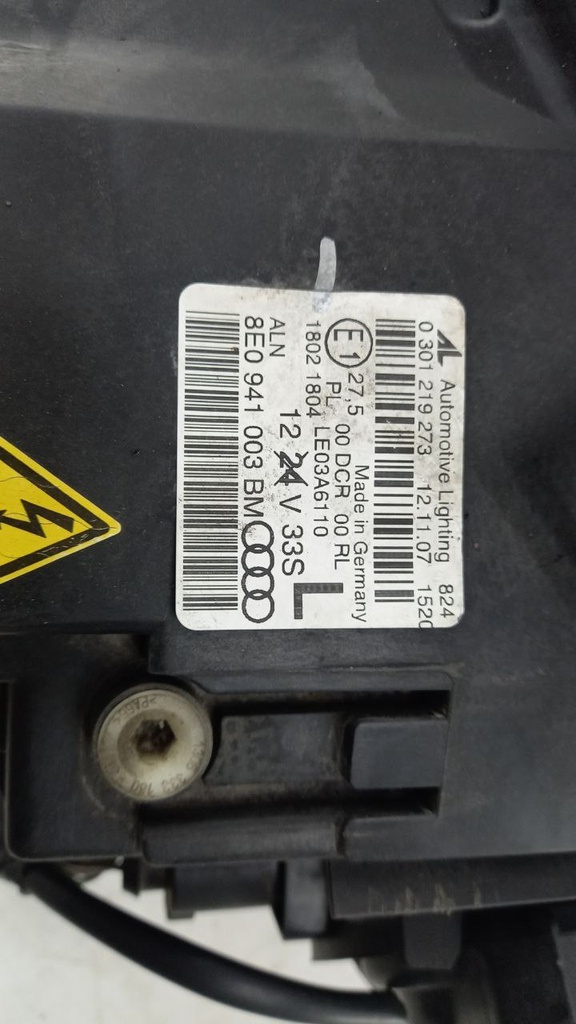 AL Automotive Lighting 824
0 301 219 273 12.11.07 1520
Made in Germany
E1 27,5 00 DCR 00 RL
PL
1802 1804 LE03A6110
L
12 24 V 33S
ALN
8E0 941 003 BM